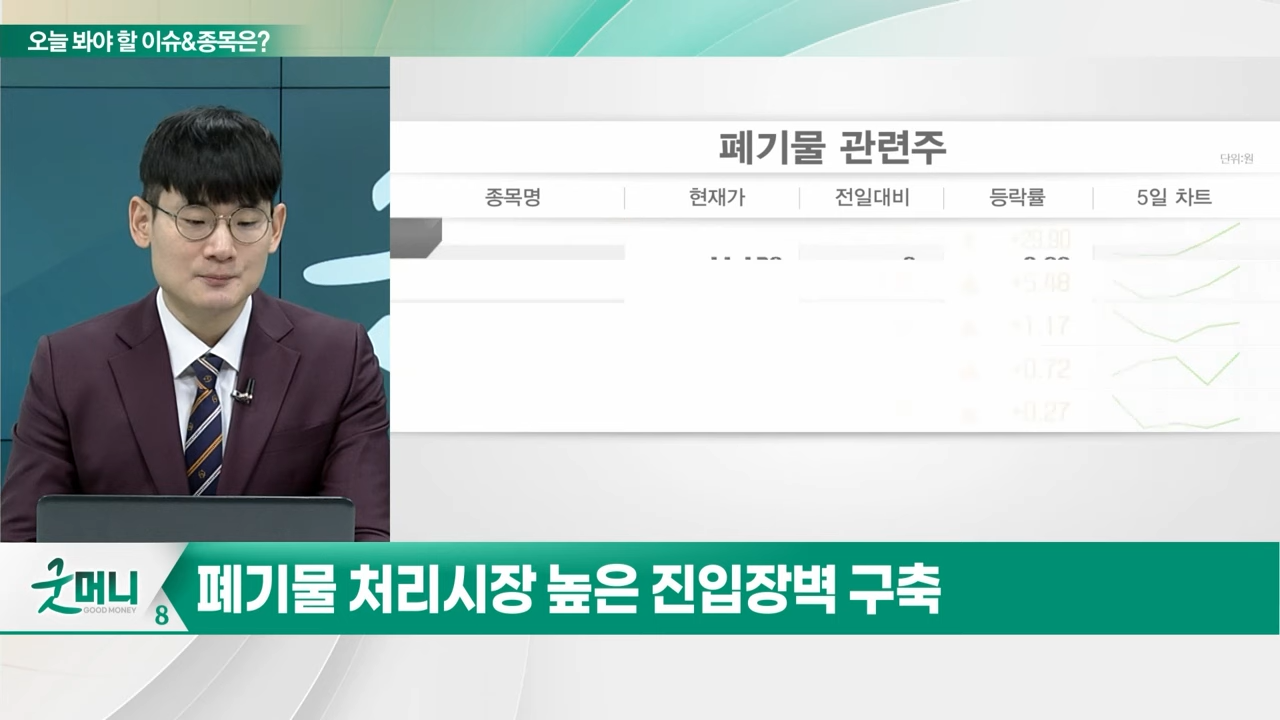 오늘 봐야 할 이슈&종목은?
폐기물 관련주
단위:원
종목명 현재가 전일대비 등락률 5일 차트
+29.90
+5.48
+1.17
+0.72
+0.27
굿머니
GOOD MONEY
8
폐기물 처리시장 높은 진입장벽 구축